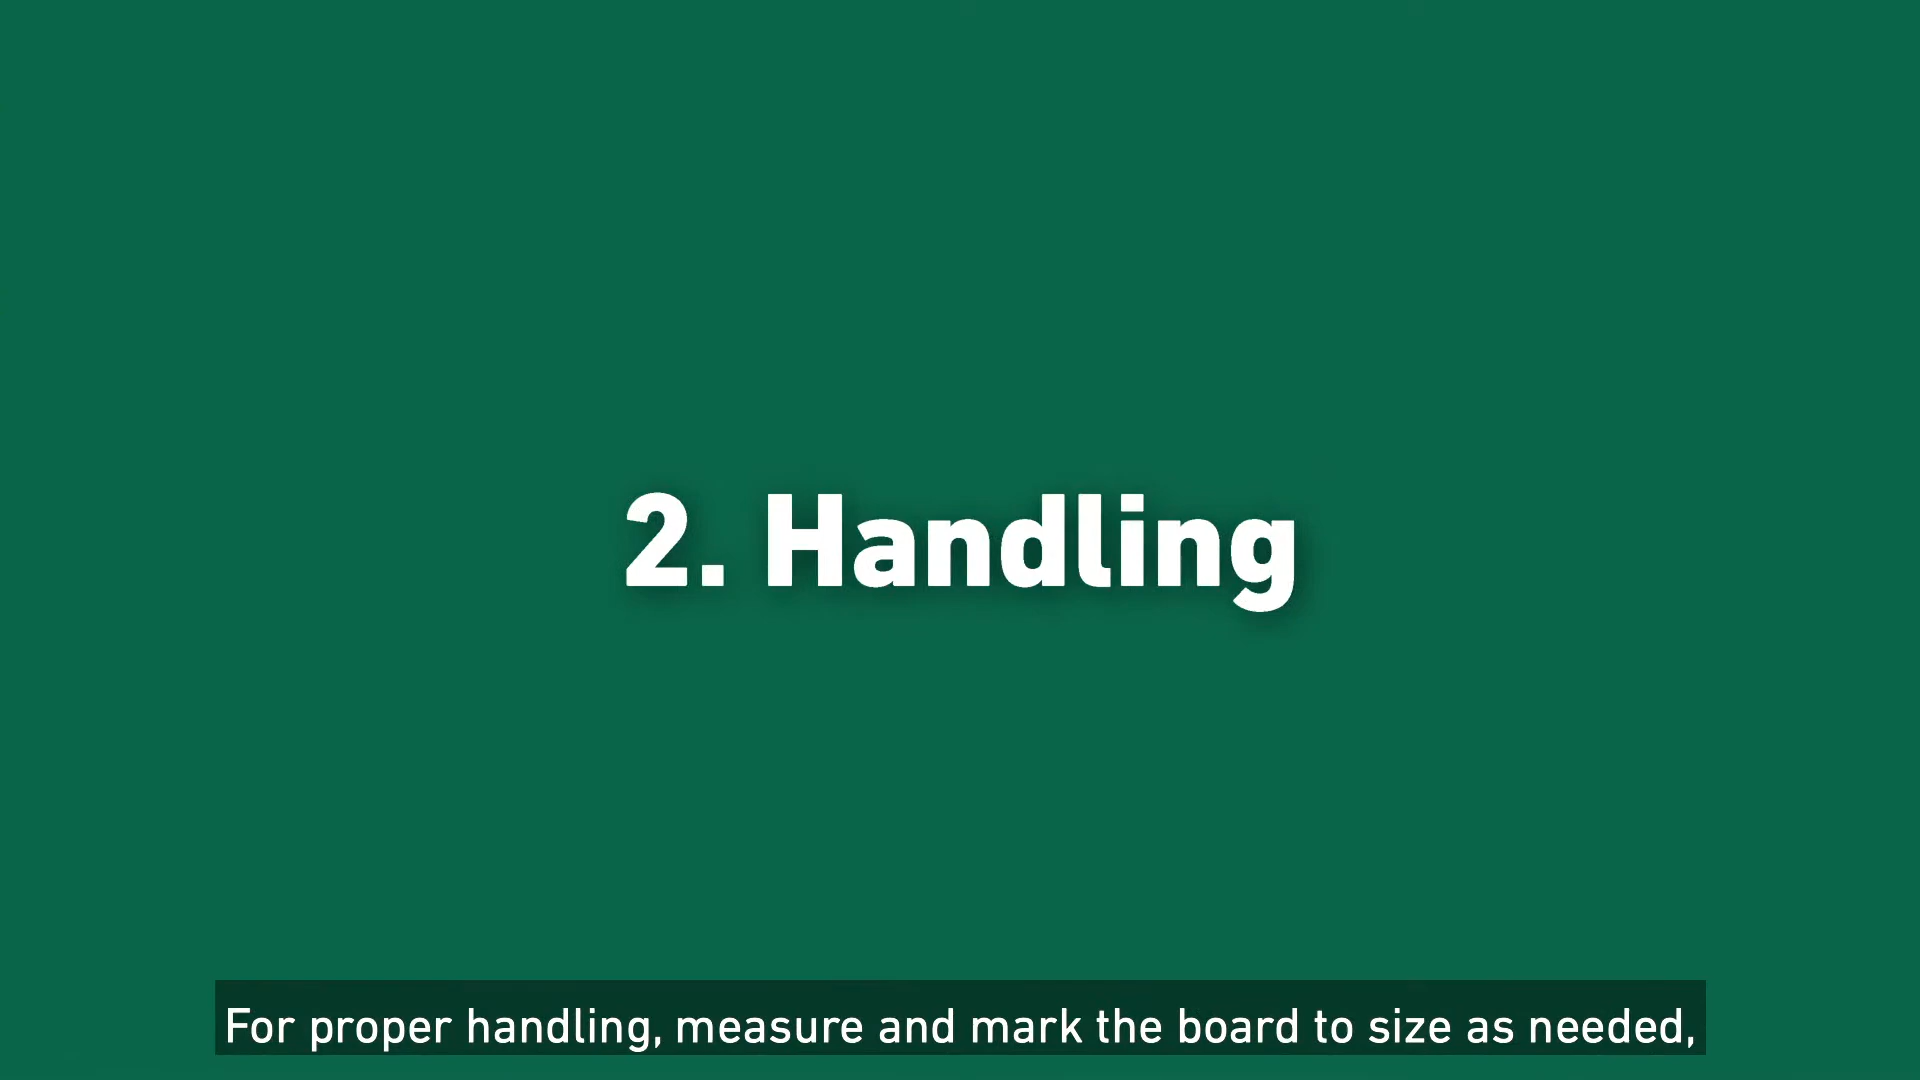 2. Handling
For proper handling, measure and mark the board to size as needed,